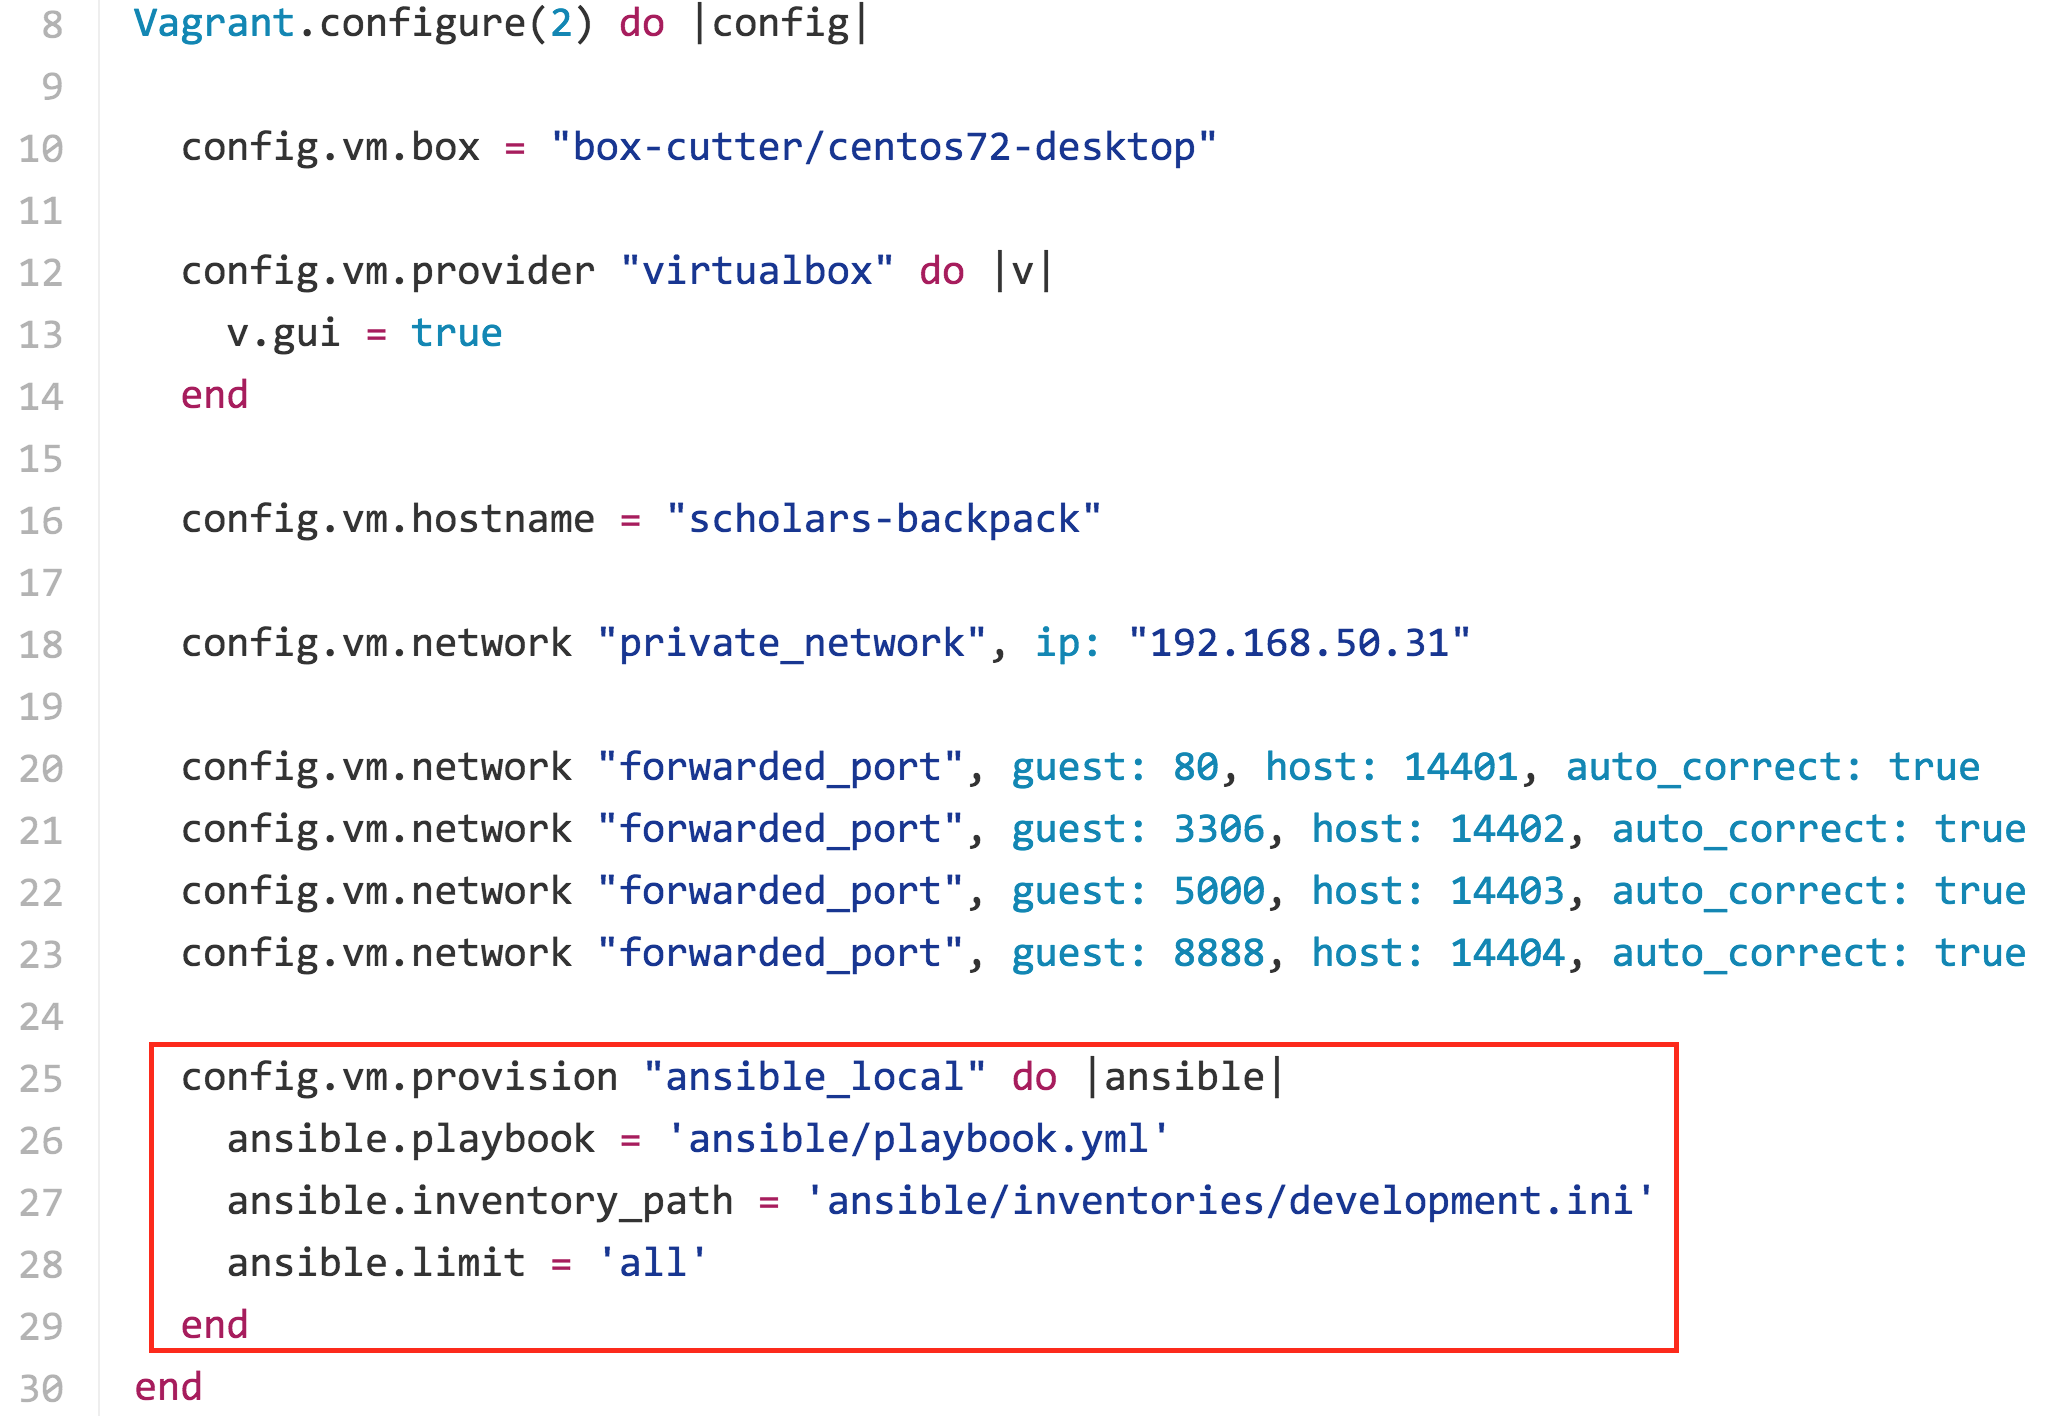 8 Vagrant.configure(2) do |config|
9
10 config.vm.box = "box-cutter/centos72-desktop"
11
12 config.vm.provider "virtualbox" do |v|
13 v.gui = true
14 end
15
16 config.vm.hostname = "scholars-backpack"
17
18 config.vm.network "private_network", ip: "192.168.50.31"
19
20 config.vm.network "forwarded_port", guest: 80, host: 14401, auto_correct: true
21 config.vm.network "forwarded_port", guest: 3306, host: 14402, auto_correct: true
22 config.vm.network "forwarded_port", guest: 5000, host: 14403, auto_correct: true
23 config.vm.network "forwarded_port", guest: 8888, host: 14404, auto_correct: true
24
25 config.vm.provision "ansible_local" do |ansible|
26 ansible.playbook = 'ansible/playbook.yml'
27 ansible.inventory_path = 'ansible/inventories/development.ini'
28 ansible.limit = 'all'
29 end
30 end